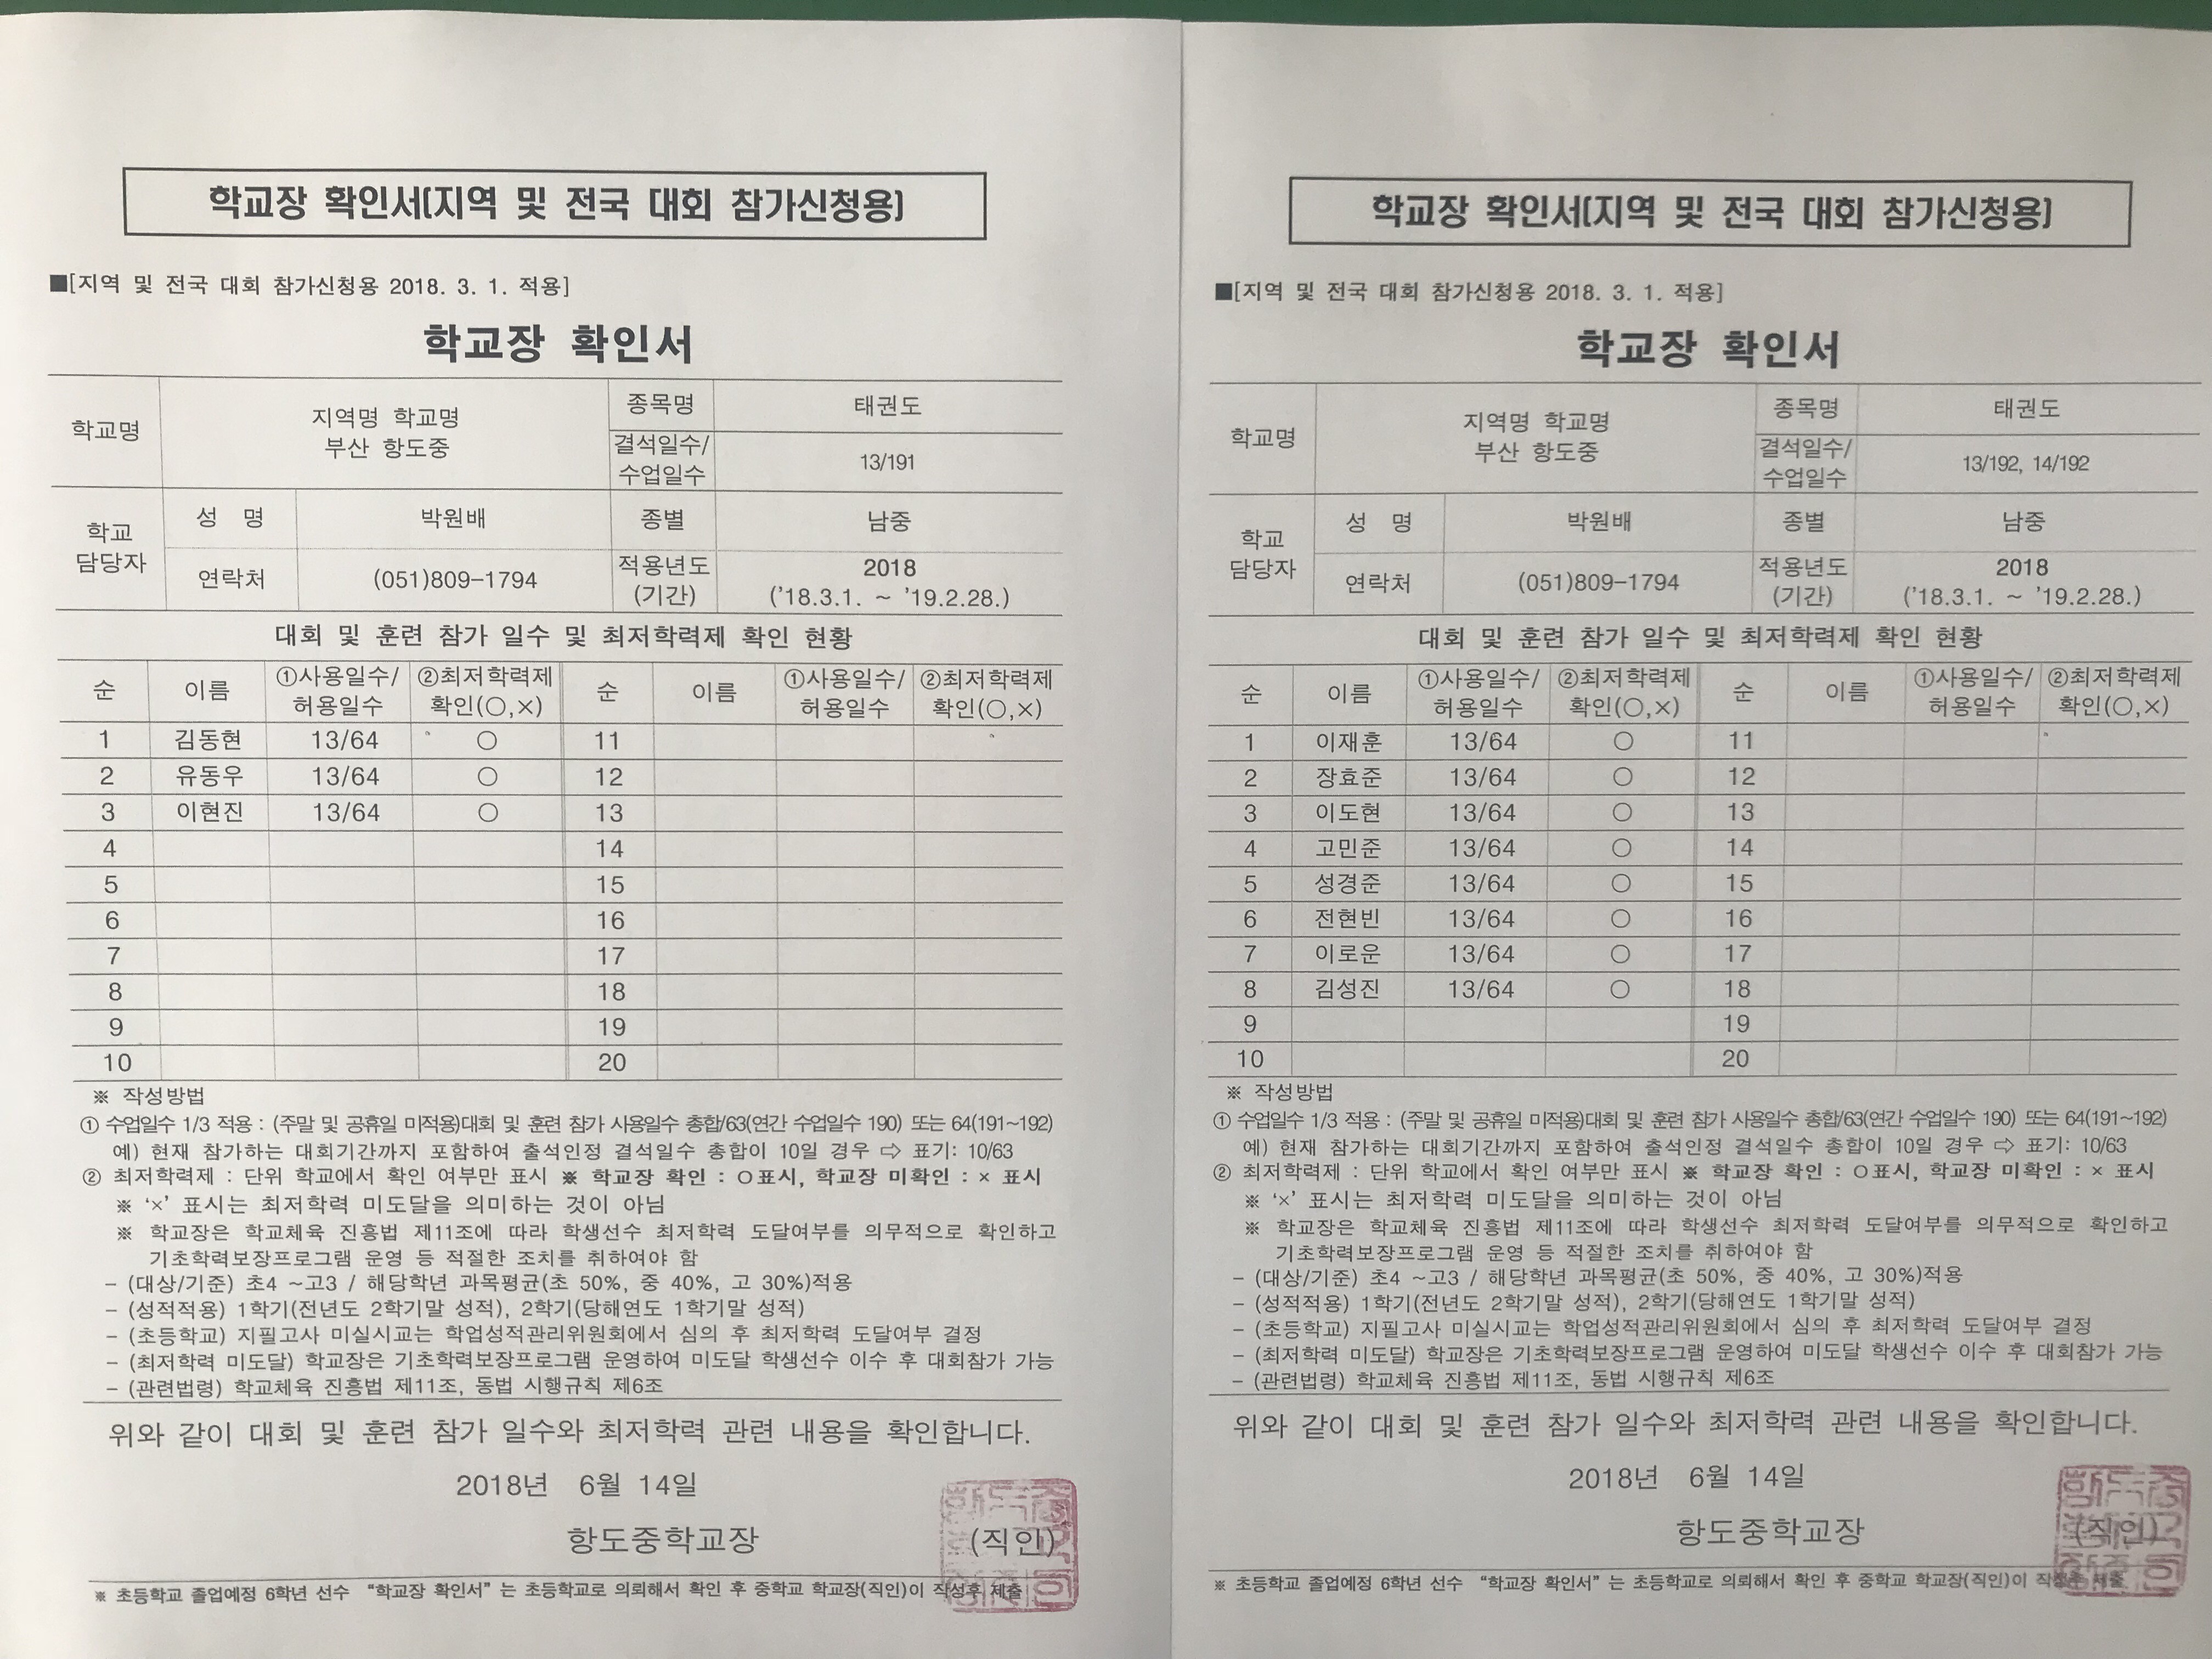 학교장 확인서(지역 및 전국 대회 참가신청용)
■[지역 및 전국 대회 참가신청용 2018. 3. 1. 적용]
학교장 확인서
학교명 지역명 학교명 부산 항도중 종목명 태권도
결석일수/수업일수 13/191
학교 담당자 성 명 박원배 종별 남중
연락처 (051)809-1794 적용년도(기간) 2018 ('18.3.1. ~ '19.2.28.)
대회 및 훈련 참가 일수 및 최저학력제 확인 현황
순 이름 ①사용일수/허용일수 ②최저학력제 확인(○,×) 순 이름 ①사용일수/허용일수 ②최저학력제 확인(○,×)
1 김동현 13/64 ○ 11
2 유동우 13/64 ○ 12
3 이현진 13/64 ○ 13
4 14
5 15
6 16
7 17
8 18
9 19
10 20
※ 작성방법
① 수업일수 1/3 적용 : (주말 및 공휴일 미적용)대회 및 훈련 참가 사용일수 총합/63(연간 수업일수 190) 또는 64(191~192)
예) 현재 참가하는 대회기간까지 포함하여 출석인정 결석일수 총합이 10일 경우 ⇨ 표기: 10/63
② 최저학력제 : 단위 학교에서 확인 여부만 표시 ※ 학교장 확인 : O표시, 학교장 미확인 : × 표시
※ '×' 표시는 최저학력 미도달을 의미하는 것이 아님
※ 학교장은 학교체육 진흥법 제11조에 따라 학생선수 최저학력 도달여부를 의무적으로 확인하고
기초학력보장프로그램 운영 등 적절한 조치를 취하여야 함
- (대상/기준) 초4 ~고3 / 해당학년 과목평균(초 50%, 중 40%, 고 30%)적용
- (성적적용) 1학기(전년도 2학기말 성적), 2학기(당해연도 1학기말 성적)
- (초등학교) 지필고사 미실시교는 학업성적관리위원회에서 심의 후 최저학력 도달여부 결정
- (최저학력 미도달) 학교장은 기초학력보장프로그램 운영하여 미도달 학생선수 이수 후 대회참가 가능
- (관련법령) 학교체육 진흥법 제11조, 동법 시행규칙 제6조
위와 같이 대회 및 훈련 참가 일수와 최저학력 관련 내용을 확인합니다.
2018년 6월 14일
항도중학교장 (직인)
※ 초등학교 졸업예정 6학년 선수 "학교장 확인서" 는 초등학교로 의뢰해서 확인 후 중학교 학교장(직인)이 작성후 제출
학교장 확인서(지역 및 전국 대회 참가신청용)
■[지역 및 전국 대회 참가신청용 2018. 3. 1. 적용]
학교장 확인서
학교명 지역명 학교명 부산 항도중 종목명 태권도
결석일수/수업일수 13/192, 14/192
학교 담당자 성 명 박원배 종별 남중
연락처 (051)809-1794 적용년도(기간) 2018 ('18.3.1. ~ '19.2.28.)
대회 및 훈련 참가 일수 및 최저학력제 확인 현황
순 이름 ①사용일수/허용일수 ②최저학력제 확인(○,×) 순 이름 ①사용일수/허용일수 ②최저학력제 확인(○,×)
1 이재훈 13/64 ○ 11
2 장효준 13/64 ○ 12
3 이도현 13/64 ○ 13
4 고민준 13/64 ○ 14
5 성경준 13/64 ○ 15
6 전현빈 13/64 ○ 16
7 이로운 13/64 ○ 17
8 김성진 13/64 ○ 18
9 19
10 20
※ 작성방법
① 수업일수 1/3 적용 : (주말 및 공휴일 미적용)대회 및 훈련 참가 사용일수 총합/63(연간 수업일수 190) 또는 64(191~192)
예) 현재 참가하는 대회기간까지 포함하여 출석인정 결석일수 총합이 10일 경우 ⇨ 표기: 10/63
② 최저학력제 : 단위 학교에서 확인 여부만 표시 ※ 학교장 확인 : O표시, 학교장 미확인 : × 표시
※ '×' 표시는 최저학력 미도달을 의미하는 것이 아님
※ 학교장은 학교체육 진흥법 제11조에 따라 학생선수 최저학력 도달여부를 의무적으로 확인하고
기초학력보장프로그램 운영 등 적절한 조치를 취하여야 함
- (대상/기준) 초4 ~고3 / 해당학년 과목평균(초 50%, 중 40%, 고 30%)적용
- (성적적용) 1학기(전년도 2학기말 성적), 2학기(당해연도 1학기말 성적)
- (초등학교) 지필고사 미실시교는 학업성적관리위원회에서 심의 후 최저학력 도달여부 결정
- (최저학력 미도달) 학교장은 기초학력보장프로그램 운영하여 미도달 학생선수 이수 후 대회참가 가능
- (관련법령) 학교체육 진흥법 제11조, 동법 시행규칙 제6조
위와 같이 대회 및 훈련 참가 일수와 최저학력 관련 내용을 확인합니다.
2018년 6월 14일
항도중학교장 (직인)
※ 초등학교 졸업예정 6학년 선수 "학교장 확인서" 는 초등학교로 의뢰해서 확인 후 중학교 학교장(직인)이